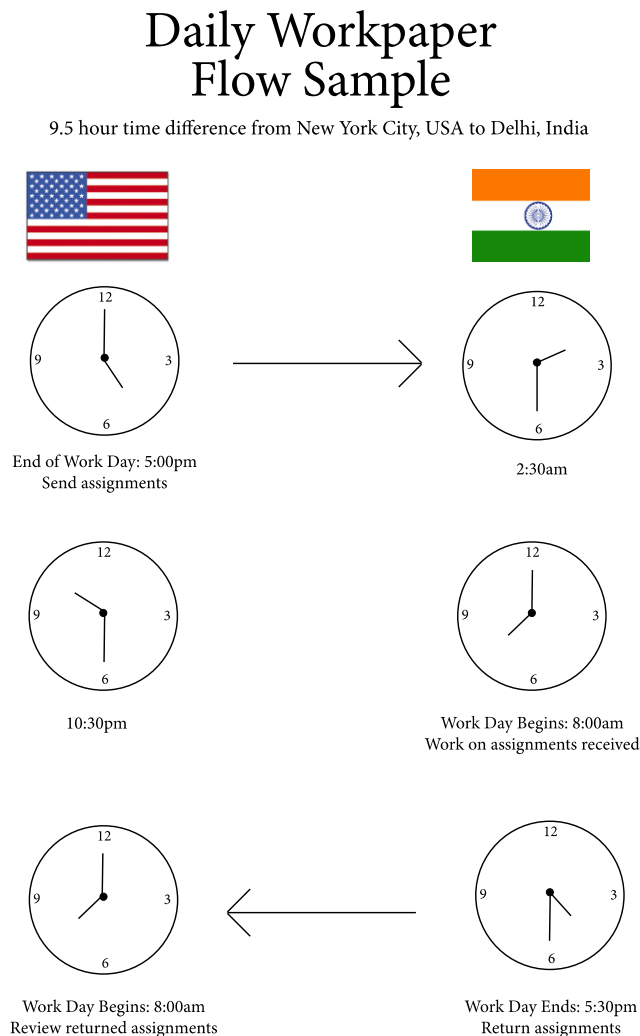 Daily Workpaper
Flow Sample
9.5 hour time difference from New York City, USA to Delhi, India
12
9
3
6
12
9
3
6
End of Work Day: 5:00pm
Send assignments
2:30am
12
9
3
6
12
9
3
6
10:30pm
Work Day Begins: 8:00am
Work on assignments received
12
9
3
6
12
9
3
6
Work Day Begins: 8:00am
Review returned assignments
Work Day Ends: 5:30pm
Return assignments